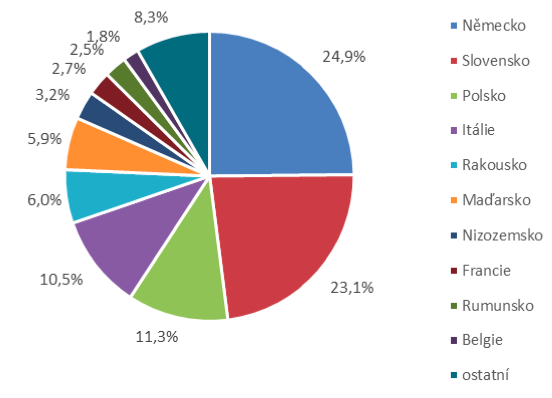 8,3%
1,8%
2,5%
2,7%
3,2%
5,9%
6,0%
10,5%
11,3%
23,1%
24,9%
Německo
Slovensko
Polsko
Itálie
Rakousko
Maďarsko
Nizozemsko
Francie
Rumunsko
Belgie
ostatní